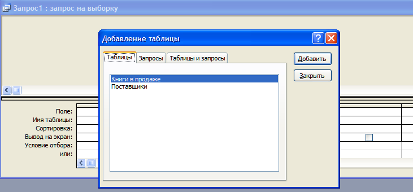 Запрос1 : запрос на выборку
Добавление таблицы
Таблицы Запросы Таблицы и запросы
Книги в продаже
Поставщики
Добавить
Закрыть
Поле:
Имя таблицы:
Сортировка:
Вывод на экран:
Условие отбора:
или: